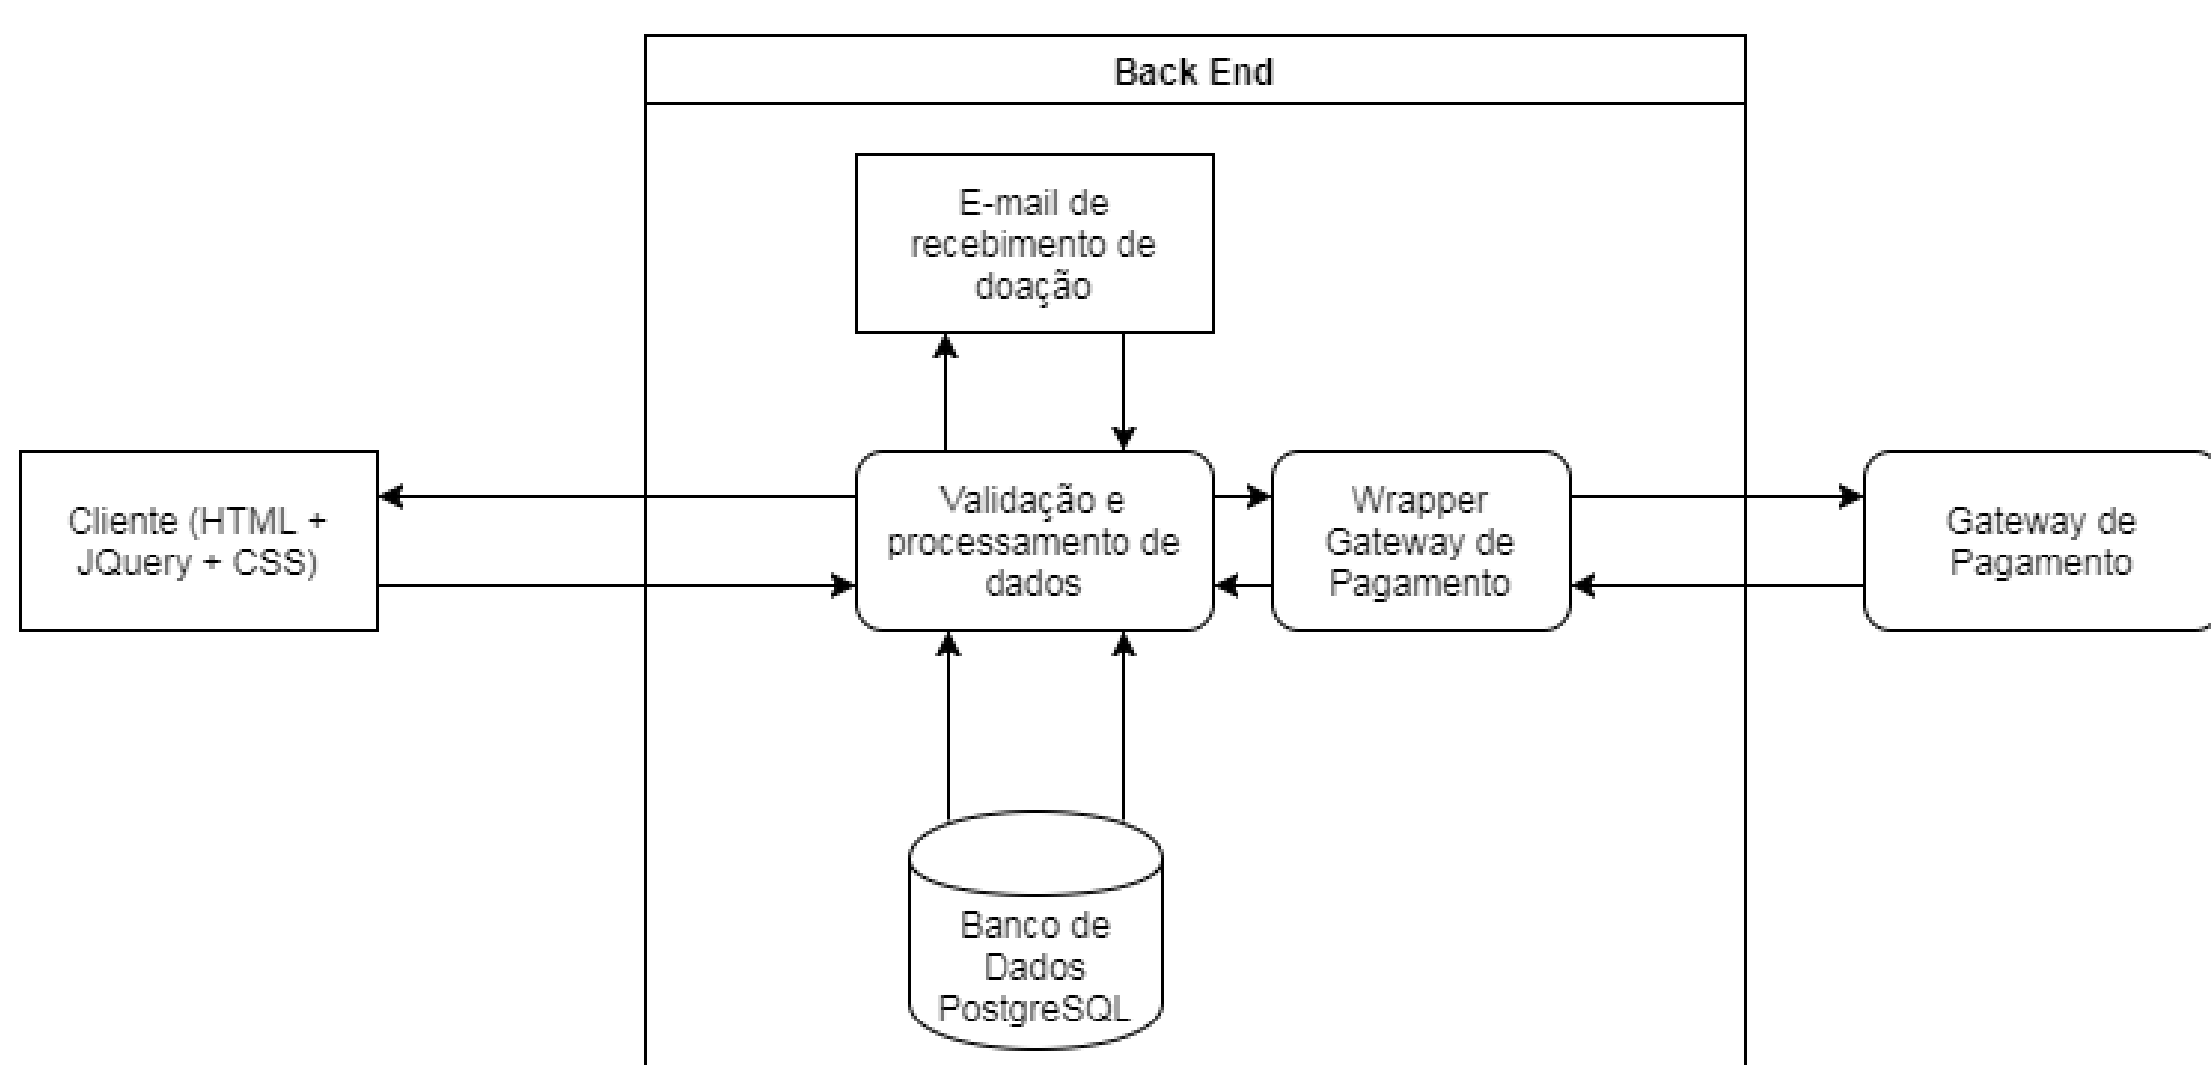 Back End
E-mail de
recebimento de
doação
Cliente (HTML +
JQuery + CSS)
Validação e
processamento de
dados
Wrapper
Gateway de
Pagamento
Gateway de
Pagamento
Banco de
Dados
PostgreSQL